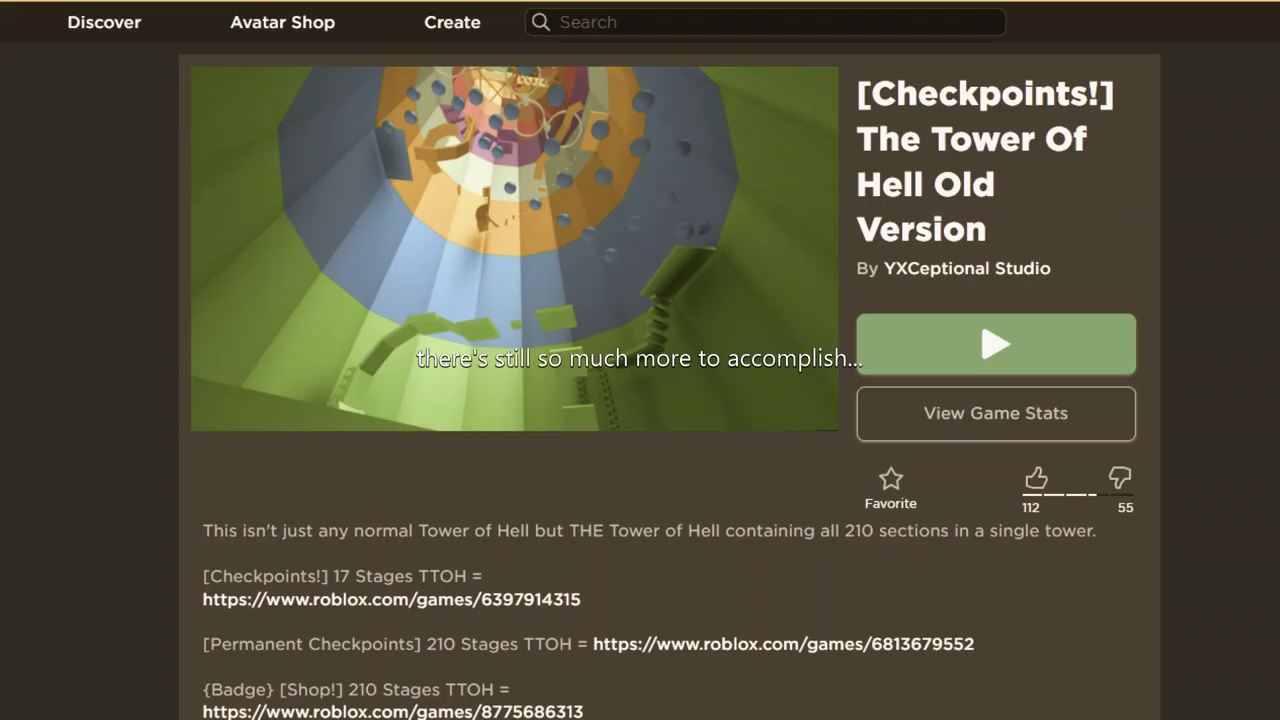 Discover Avatar Shop Create Search
[Checkpoints!]
The Tower Of
Hell Old
Version
By YXCeptional Studio
there's still so much more to accomplish...
View Game Stats
Favorite
112 55
This isn't just any normal Tower of Hell but THE Tower of Hell containing all 210 sections in a single tower.
[Checkpoints!] 17 Stages TTOH =
https://www.roblox.com/games/6397914315
[Permanent Checkpoints] 210 Stages TTOH = https://www.roblox.com/games/6813679552
{Badge} [Shop!] 210 Stages TTOH =
https://www.roblox.com/games/8775686313